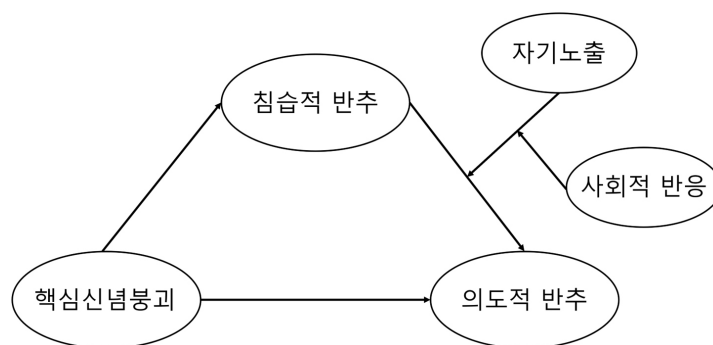 자기노출
침습적 반추
사회적 반응
핵심신념붕괴
의도적 반추